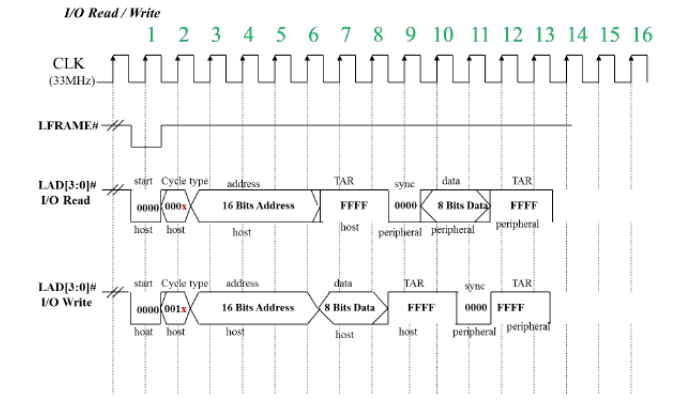 I/O Read / Write
1 2 3 4 5 6 7 8 9 10 11 12 13 14 15 16
CLK
(33MHz)
LFRAME#
LAD[3:0]#
I/O Read
start Cycle type address TAR sync data TAR
0000 000x 16 Bits Address FFFF 0000 8 Bits Data FFFF
host host host host peripheral peripheral peripheral
LAD[3:0]#
I/O Write
start Cycle type address data TAR sync TAR
0000 001x 16 Bits Address 8 Bits Data FFFF 0000 FFFF
host host host host host peripheral peripheral